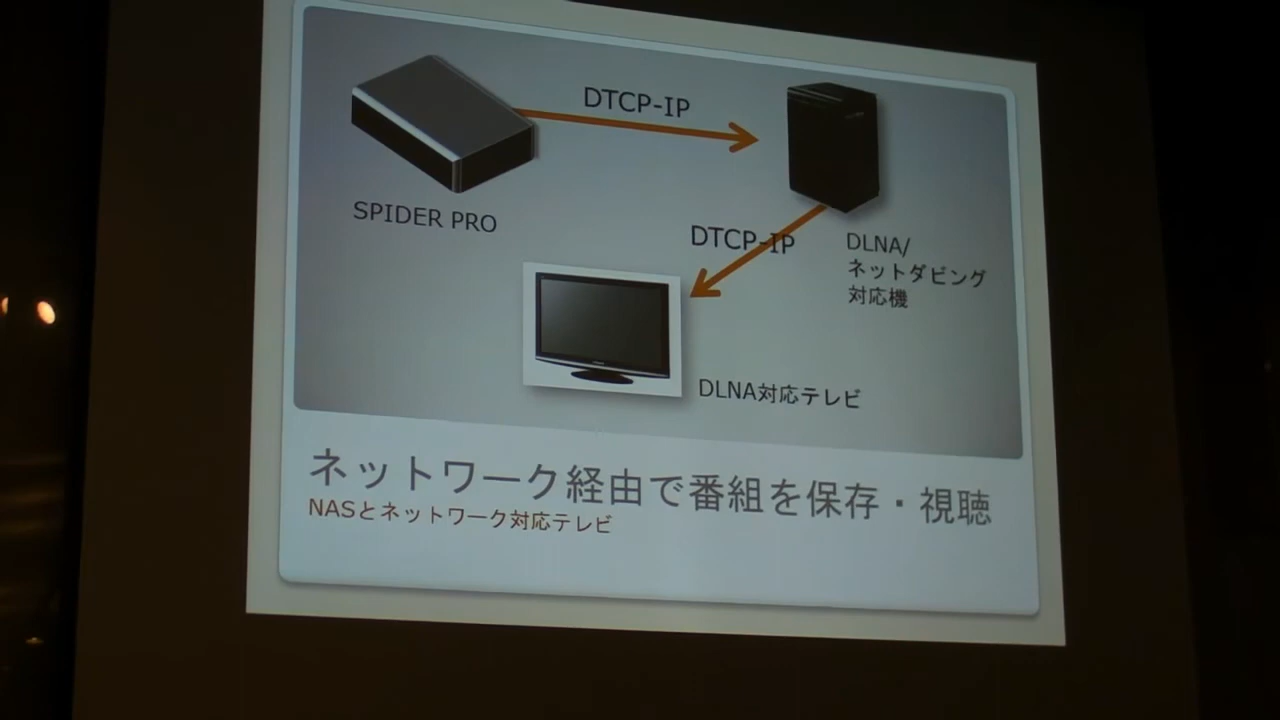 DTCP-IP
SPIDER PRO
DTCP-IP
DLNA/
ネットダビング
対応機
DLNA対応テレビ
ネットワーク経由で番組を保存・視聴
NASとネットワーク対応テレビ